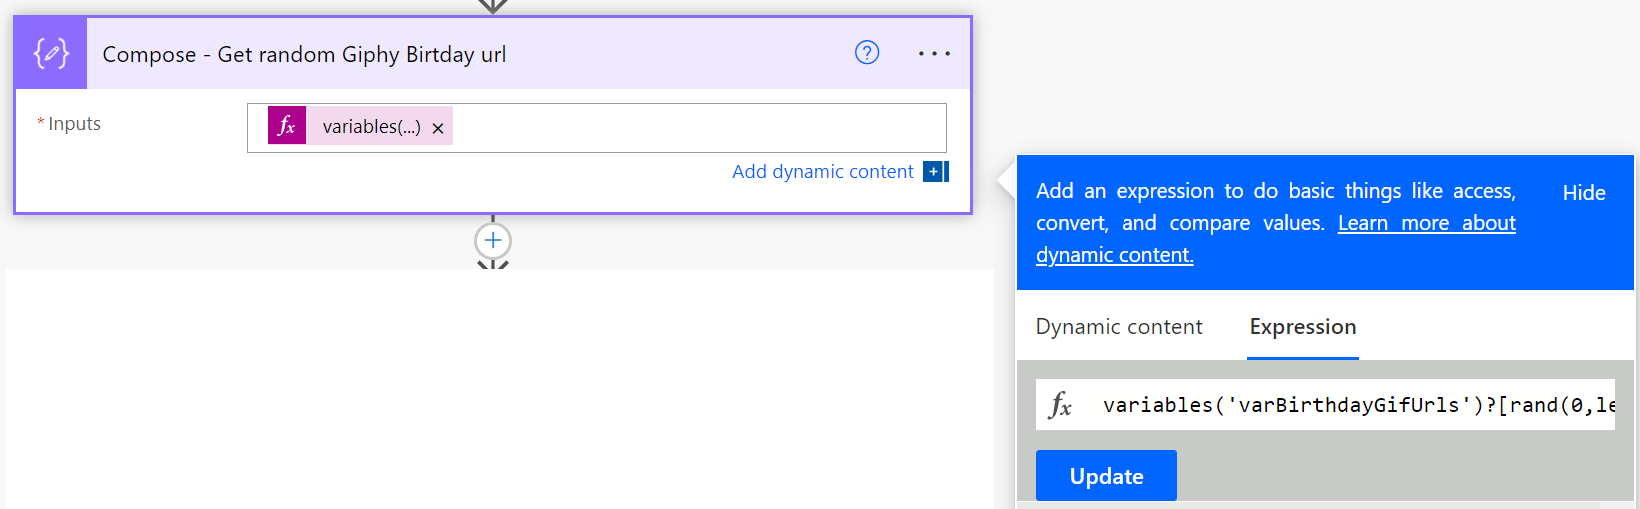 Compose - Get random Giphy Birtday url
? ...
* Inputs
fx variables(...) ×
Add dynamic content
Add an expression to do basic things like access,
convert, and compare values. Learn more about
dynamic content.
Hide
Dynamic content Expression
fx variables('varBirthdayGifUrls')?[rand(0,le
Update